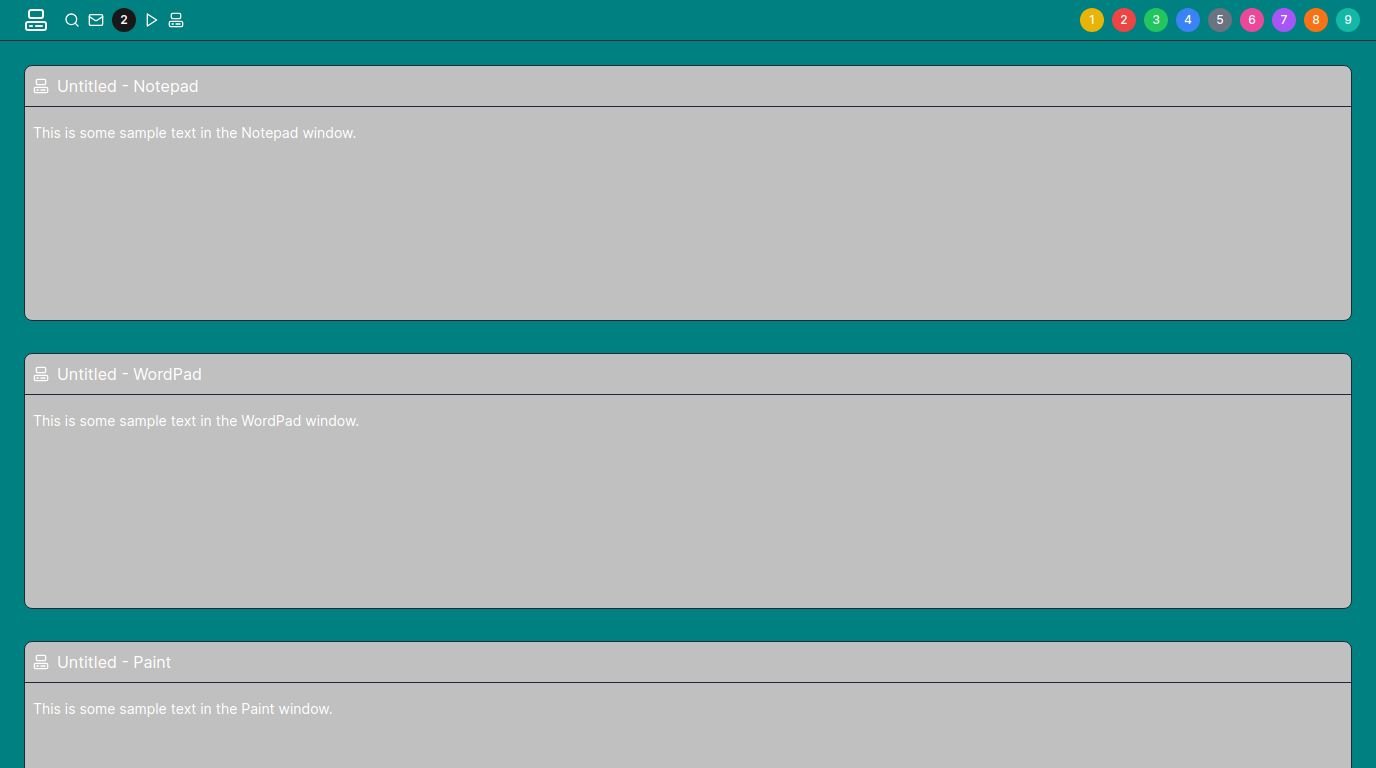 2
1 2 3 4 5 6 7 8 9
Untitled - Notepad
This is some sample text in the Notepad window.
Untitled - WordPad
This is some sample text in the WordPad window.
Untitled - Paint
This is some sample text in the Paint window.